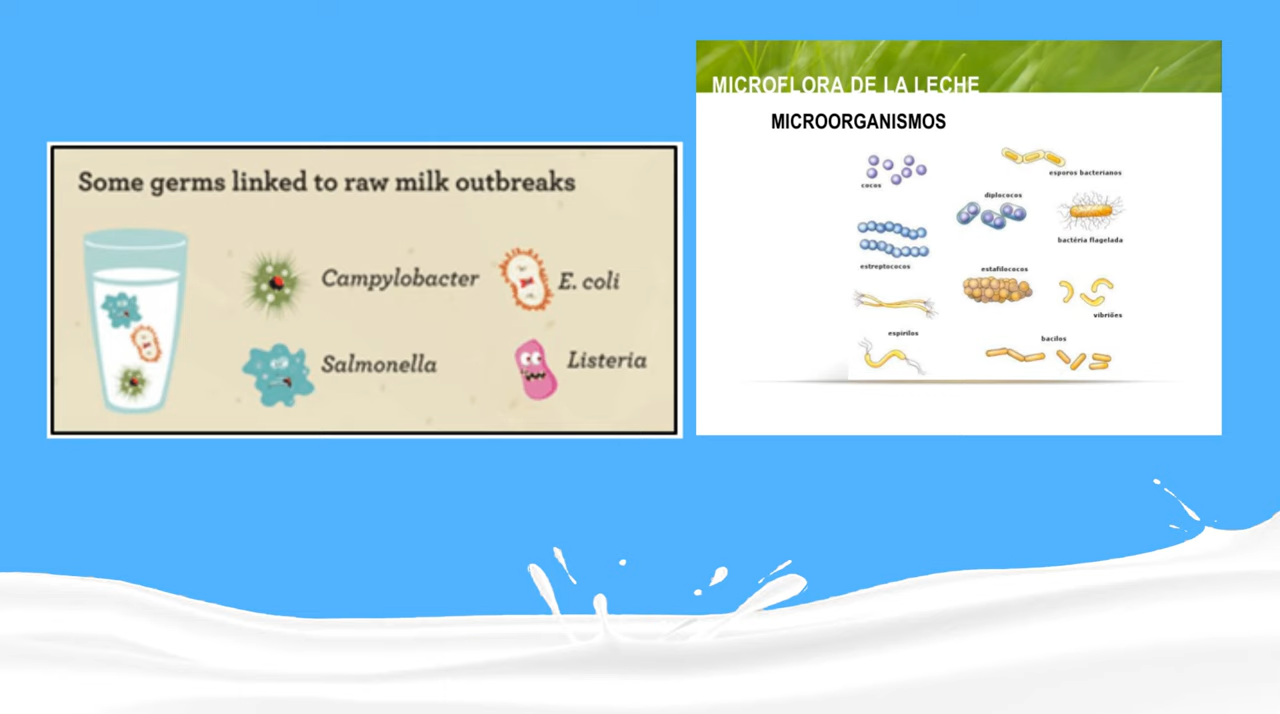 Some germs linked to raw milk outbreaks
Campylobacter
E. coli
Salmonella
Listeria
MICROFLORA DE LA LECHE
MICROORGANISMOS
cocos
esporos bacterianos
diplococos
bactéria flagelada
estreptococos
estafilococos
vibriões
espirilos
bacilos